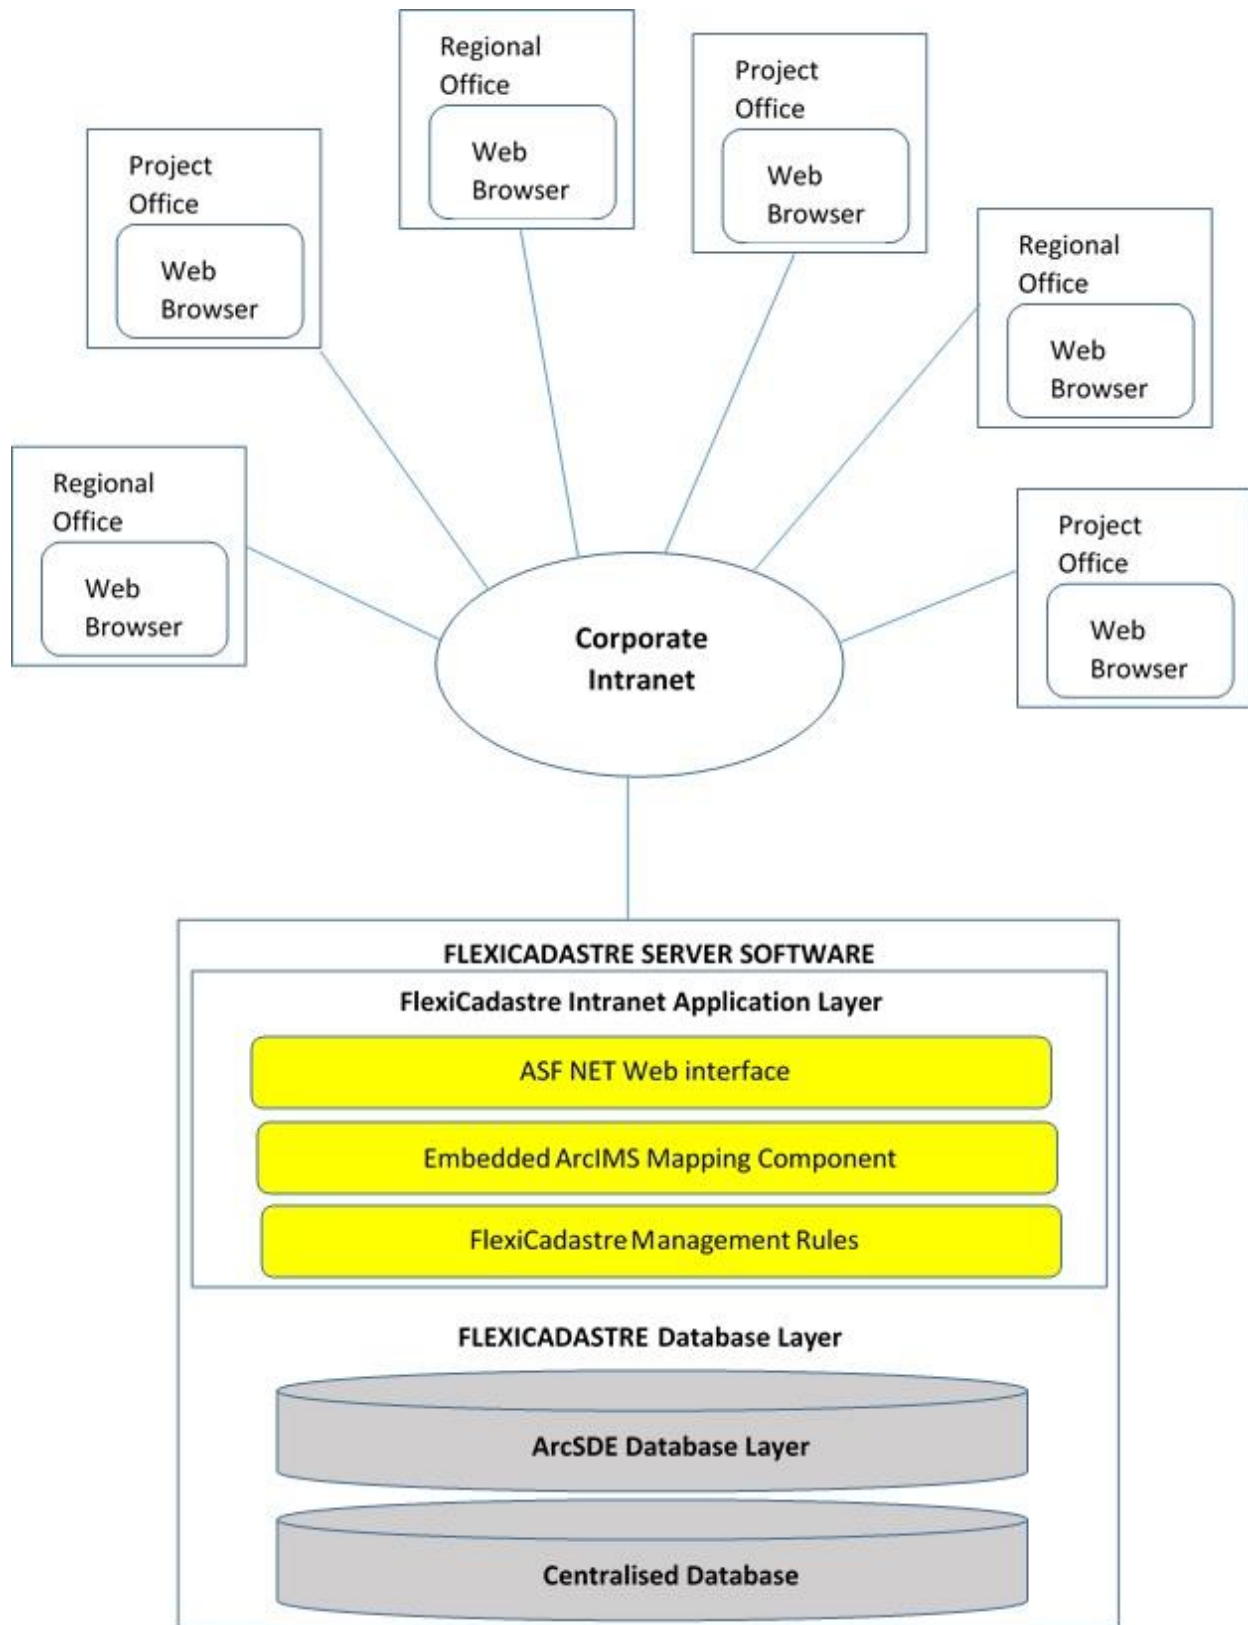 Regional
Office
Web
Browser
Project
Office
Web
Browser
Project
Office
Web
Browser
Regional
Office
Web
Browser
Regional
Office
Web
Browser
Project
Office
Web
Browser
Corporate
Intranet
FLEXICADASTRE SERVER SOFTWARE
FlexiCadastre Intranet Application Layer
ASF NET Web interface
Embedded ArcIMS Mapping Component
FlexiCadastre Management Rules
FLEXICADASTRE Database Layer
ArcSDE Database Layer
Centralised Database